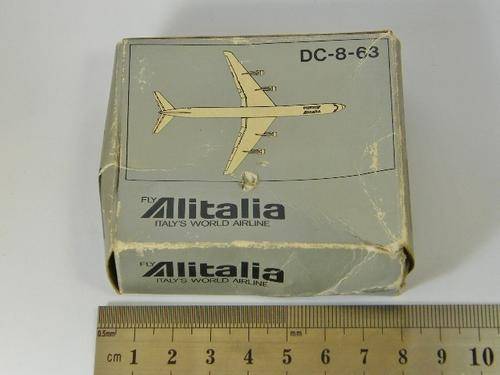 DC-8-63
FLY Alitalia
ITALY'S WORLD AIRLINE
FLY Alitalia
ITALY'S WORLD AIRLINE
0.5mm mm
cm 1 2 3 4 5 6 7 8 9 10